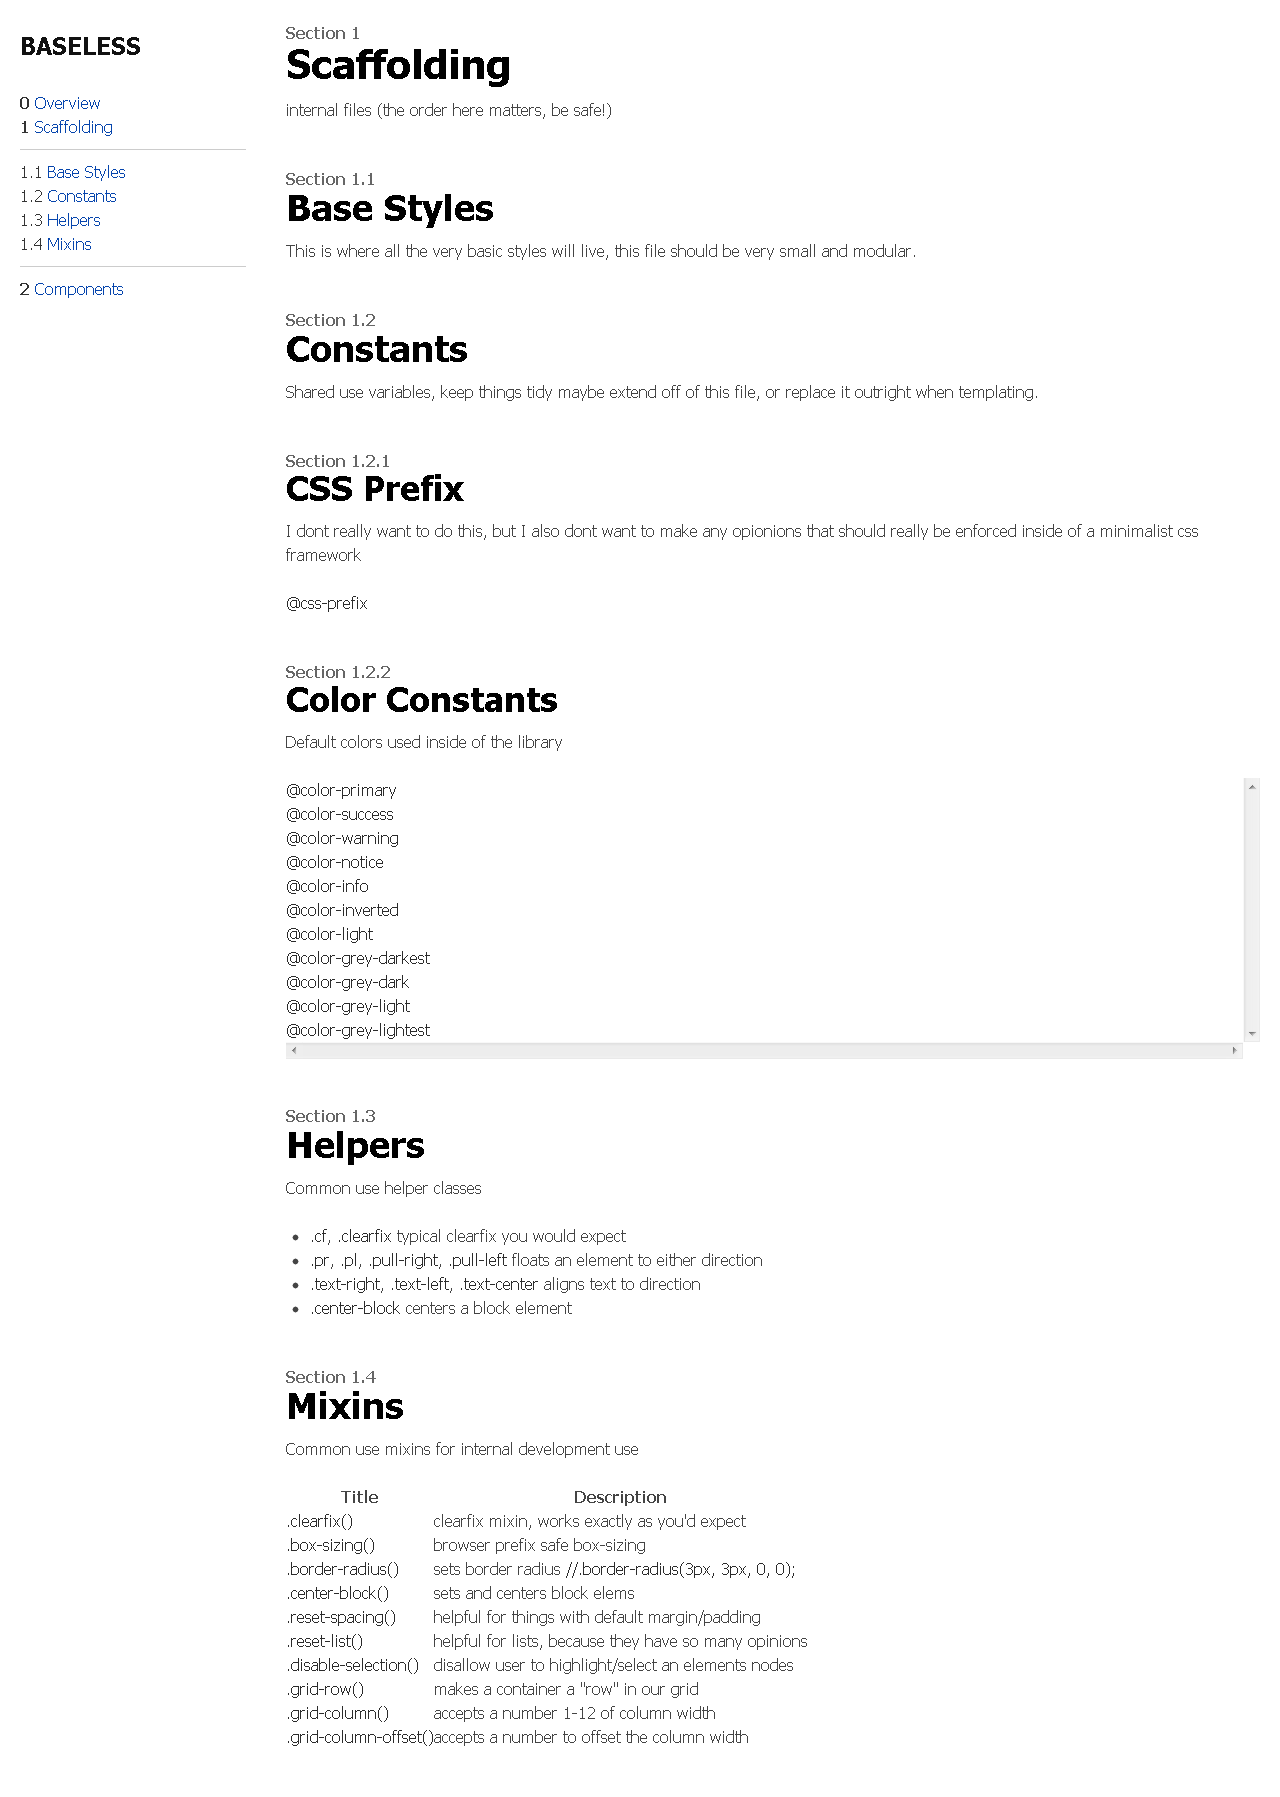 BASELESS
0 Overview
1 Scaffolding
1.1 Base Styles
1.2 Constants
1.3 Helpers
1.4 Mixins
2 Components
Section 1
Scaffolding
internal files (the order here matters, be safe!)
Section 1.1
Base Styles
This is where all the very basic styles will live, this file should be very small and modular.
Section 1.2
Constants
Shared use variables, keep things tidy maybe extend off of this file, or replace it outright when templating.
Section 1.2.1
CSS Prefix
I dont really want to do this, but I also dont want to make any opionions that should really be enforced inside of a minimalist css
framework
@css-prefix
Section 1.2.2
Color Constants
Default colors used inside of the library
@color-primary
@color-success
@color-warning
@color-notice
@color-info
@color-inverted
@color-light
@color-grey-darkest
@color-grey-dark
@color-grey-light
@color-grey-lightest
Section 1.3
Helpers
Common use helper classes
• .cf, .clearfix typical clearfix you would expect
• .pr, .pl, .pull-right, .pull-left floats an element to either direction
• .text-right, .text-left, .text-center aligns text to direction
• .center-block centers a block element
Section 1.4
Mixins
Common use mixins for internal development use
Title Description
.clearfix() clearfix mixin, works exactly as you'd expect
.box-sizing() browser prefix safe box-sizing
.border-radius() sets border radius //.border-radius(3px, 3px, 0, 0);
.center-block() sets and centers block elems
.reset-spacing() helpful for things with default margin/padding
.reset-list() helpful for lists, because they have so many opinions
.disable-selection() disallow user to highlight/select an elements nodes
.grid-row() makes a container a "row" in our grid
.grid-column() accepts a number 1-12 of column width
.grid-column-offset() accepts a number to offset the column width